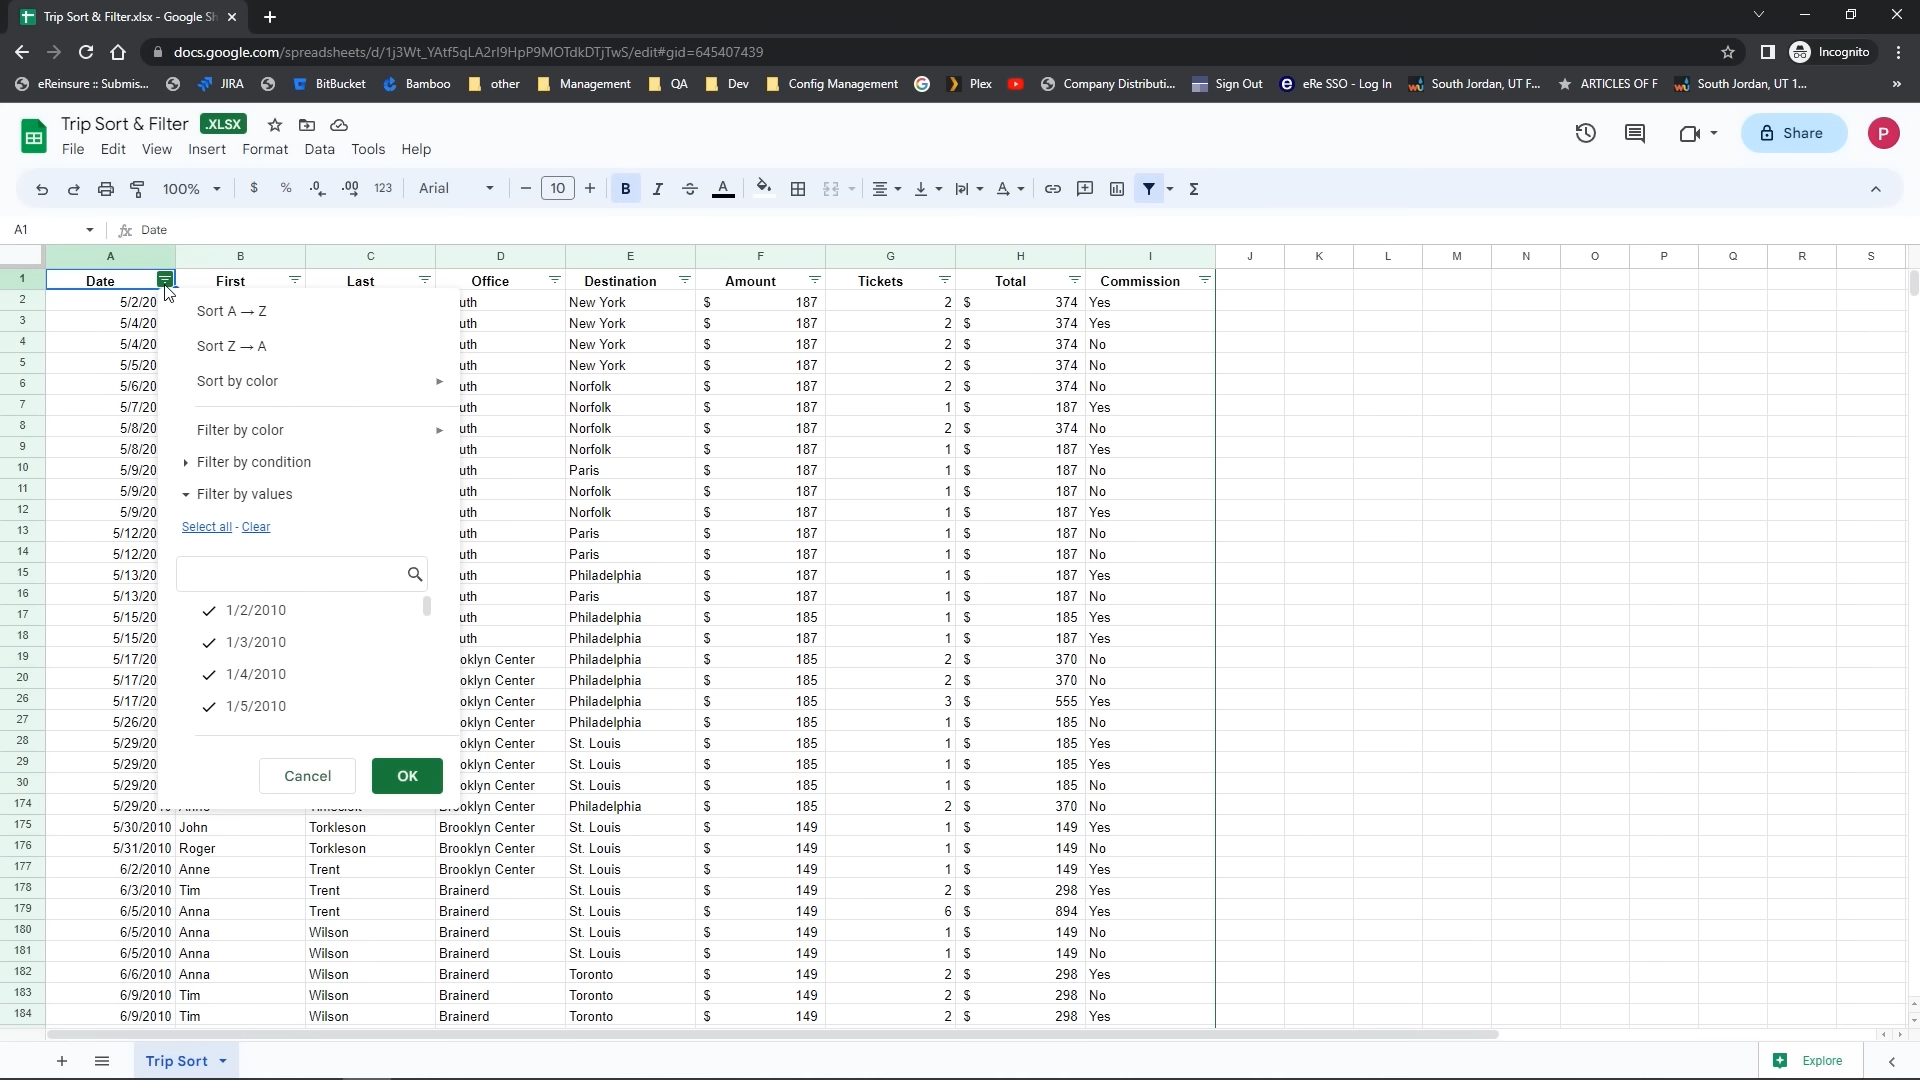 Trip Sort & Filter.xlsx - Google Sh
docs.google.com/spreadsheets/d/1j3Wt_YAtf5qLA2rI9HpP9MOTdkDTjTwS/edit#gid=645407439
Incognito
eReinsure :: Submis... JIRA BitBucket Bamboo other Management QA Dev Config Management Plex Company Distributi... Sign Out eRe SSO - Log In South Jordan, UT F... ARTICLES OF F South Jordan, UT 1... »
Trip Sort & Filter .XLSX
Share P
File Edit View Insert Format Data Tools Help
100% $ % .0 .00 123 Arial 10 B I S A Σ
A1 fx Date
A B C D E F G H I J K L M N O P Q R S
1 Date First Last Office Destination Amount Tickets Total Commission
2 5/2/20 uth New York $ 187 2 $ 374 Yes
3 5/4/20 uth New York $ 187 2 $ 374 Yes
4 5/4/20 uth New York $ 187 2 $ 374 No
5 5/5/20 uth New York $ 187 2 $ 374 No
6 5/6/20 uth Norfolk $ 187 2 $ 374 No
7 5/7/20 uth Norfolk $ 187 1 $ 187 Yes
8 5/8/20 uth Norfolk $ 187 2 $ 374 No
9 5/8/20 uth Norfolk $ 187 1 $ 187 Yes
10 5/9/20 uth Paris $ 187 1 $ 187 No
11 5/9/20 uth Norfolk $ 187 1 $ 187 No
12 5/9/20 uth Norfolk $ 187 1 $ 187 Yes
13 5/12/20 uth Paris $ 187 1 $ 187 No
14 5/12/20 uth Paris $ 187 1 $ 187 No
15 5/13/20 uth Philadelphia $ 187 1 $ 187 Yes
16 5/13/20 uth Paris $ 187 1 $ 187 No
17 5/15/20 uth Philadelphia $ 185 1 $ 185 Yes
18 5/15/20 uth Philadelphia $ 187 1 $ 187 Yes
19 5/17/20 oklyn Center Philadelphia $ 185 2 $ 370 No
20 5/17/20 oklyn Center Philadelphia $ 185 2 $ 370 No
26 5/17/20 oklyn Center Philadelphia $ 185 3 $ 555 Yes
27 5/26/20 oklyn Center Philadelphia $ 185 1 $ 185 No
28 5/29/20 oklyn Center St. Louis $ 185 1 $ 185 Yes
29 5/29/20 oklyn Center St. Louis $ 185 1 $ 185 Yes
30 5/29/20 oklyn Center St. Louis $ 185 1 $ 185 No
174 5/29/20 oklyn Center Philadelphia $ 185 2 $ 370 No
175 5/30/2010 John Torkleson Brooklyn Center St. Louis $ 149 1 $ 149 Yes
176 5/31/2010 Roger Torkleson Brooklyn Center St. Louis $ 149 1 $ 149 No
177 6/2/2010 Anne Trent Brooklyn Center St. Louis $ 149 1 $ 149 Yes
178 6/3/2010 Tim Trent Brainerd St. Louis $ 149 2 $ 298 Yes
179 6/5/2010 Anna Trent Brainerd St. Louis $ 149 6 $ 894 Yes
180 6/5/2010 Anna Wilson Brainerd St. Louis $ 149 1 $ 149 No
181 6/5/2010 Anna Wilson Brainerd St. Louis $ 149 1 $ 149 No
182 6/6/2010 Anna Wilson Brainerd Toronto $ 149 2 $ 298 Yes
183 6/9/2010 Tim Wilson Brainerd Toronto $ 149 2 $ 298 No
184 6/9/2010 Tim Wilson Brainerd Toronto $ 149 2 $ 298 Yes
Sort A → Z
Sort Z → A
Sort by color
Filter by color
Filter by condition
Filter by values
Select all - Clear
1/2/2010
1/3/2010
1/4/2010
1/5/2010
Cancel OK
Trip Sort
Explore